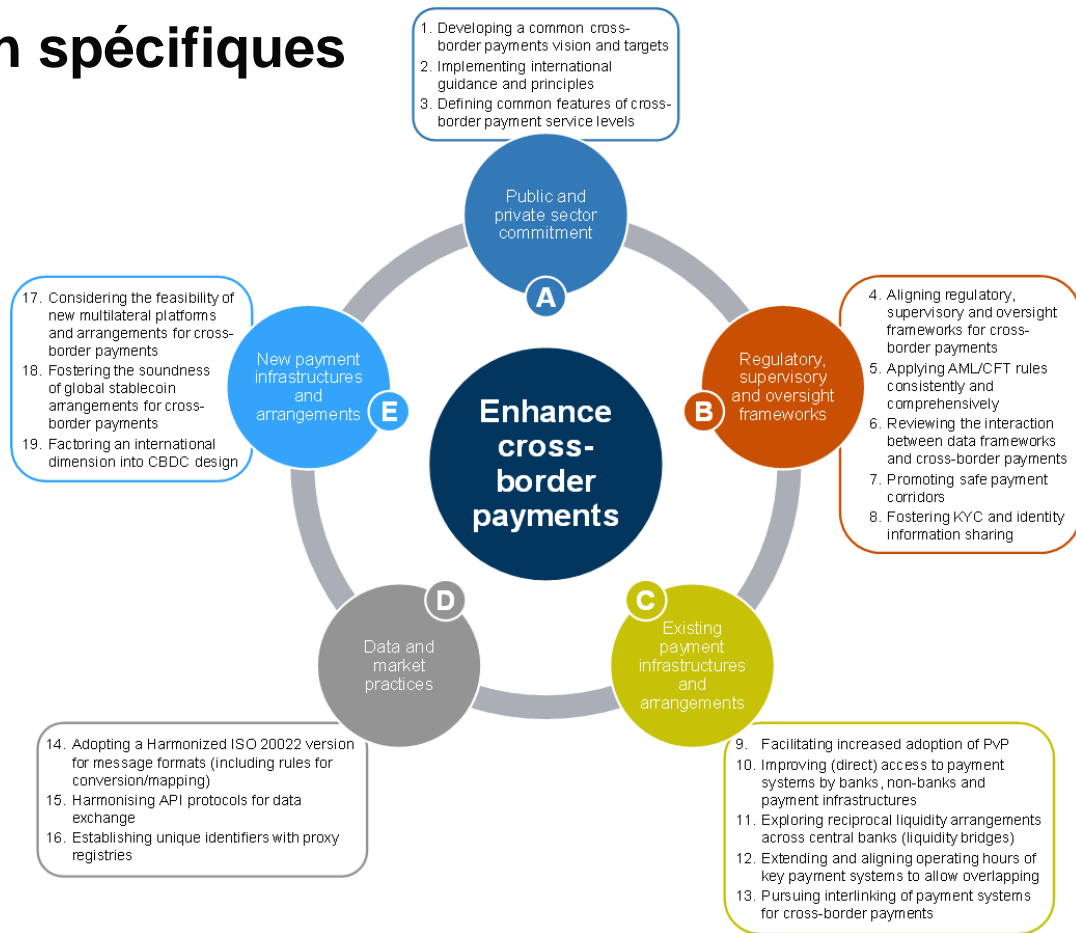 n spécifiques
1. Developing a common cross-
border payments vision and targets
2. Implementing international
guidance and principles
3. Defining common features of cross-
border payment service levels
Public and
private sector
commitment
A
17. Considering the feasibility of
new multilateral platforms
and arrangements for cross-
border payments
18. Fostering the soundness
of global stablecoin
arrangements for cross-
border payments
19. Factoring an international
dimension into CBDC design
New payment
infrastructures
and
arrangements
E
Enhance
cross-
border
payments
Regulatory,
supervisory
and oversight
frameworks
B
4. Aligning regulatory,
supervisory and oversight
frameworks for cross-
border payments
5. Applying AML/CFT rules
consistently and
comprehensively
6. Reviewing the interaction
between data frameworks
and cross-border payments
7. Promoting safe payment
corridors
8. Fostering KYC and identity
information sharing
D
Data and
market
practices
C
Existing
payment
infrastructures
and
arrangements
14. Adopting a Harmonized ISO 20022 version
for message formats (including rules for
conversion/mapping)
15. Harmonising API protocols for data
exchange
16. Establishing unique identifiers with proxy
registries
9. Facilitating increased adoption of PvP
10. Improving (direct) access to payment
systems by banks, non-banks and
payment infrastructures
11. Exploring reciprocal liquidity arrangements
across central banks (liquidity bridges)
12. Extending and aligning operating hours of
key payment systems to allow overlapping
13. Pursuing interlinking of payment systems
for cross-border payments